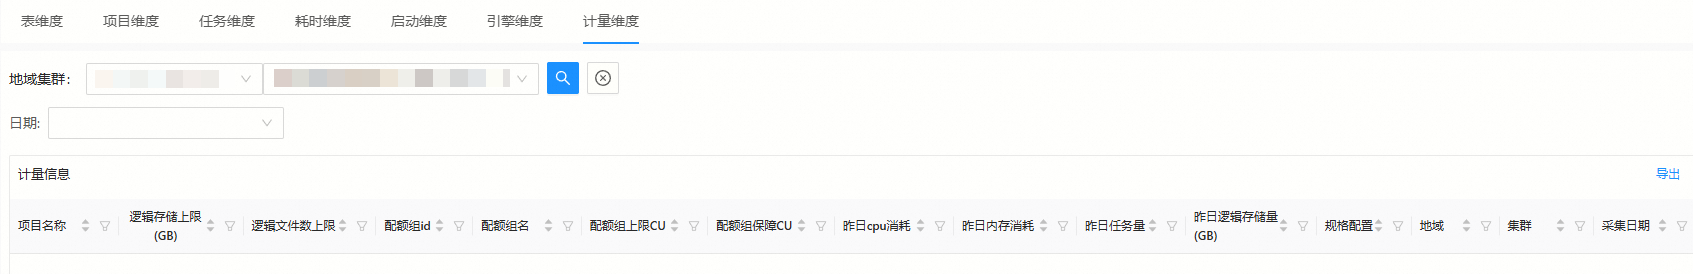 表维度 项目维度 任务维度 耗时维度 启动维度 引擎维度 计量维度
地域集群：
日期:
计量信息 导出
项目名称 逻辑存储上限(GB) 逻辑文件数上限 配额组id 配额组名 配额组上限CU 配额组保障CU 昨日cpu消耗 昨日内存消耗 昨日任务量 昨日逻辑存储量(GB) 规格配置 地域 集群 采集日期